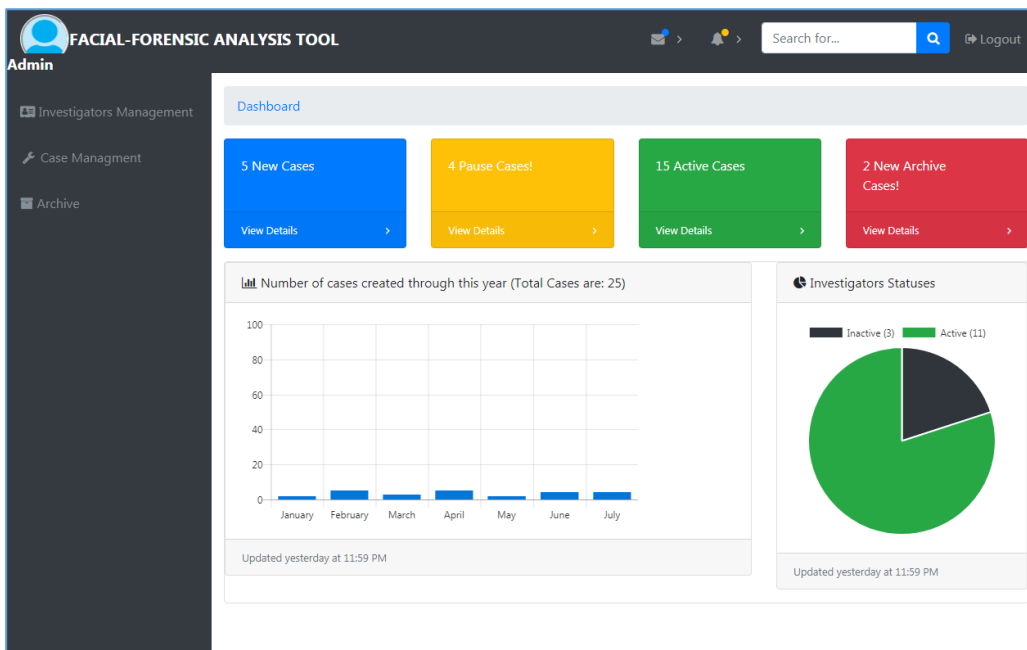 FACIAL-FORENSIC ANALYSIS TOOL
Admin
Search for...
Logout
Investigators Management
Case Managment
Archive
Dashboard
5 New Cases
View Details
4 Pause Cases!
View Details
15 Active Cases
View Details
2 New Archive
Cases!
View Details
Number of cases created through this year (Total Cases are: 25)
100
80
60
40
20
0
January February March April May June July
Updated yesterday at 11:59 PM
Investigators Statuses
Inactive (3) Active (11)
Updated yesterday at 11:59 PM